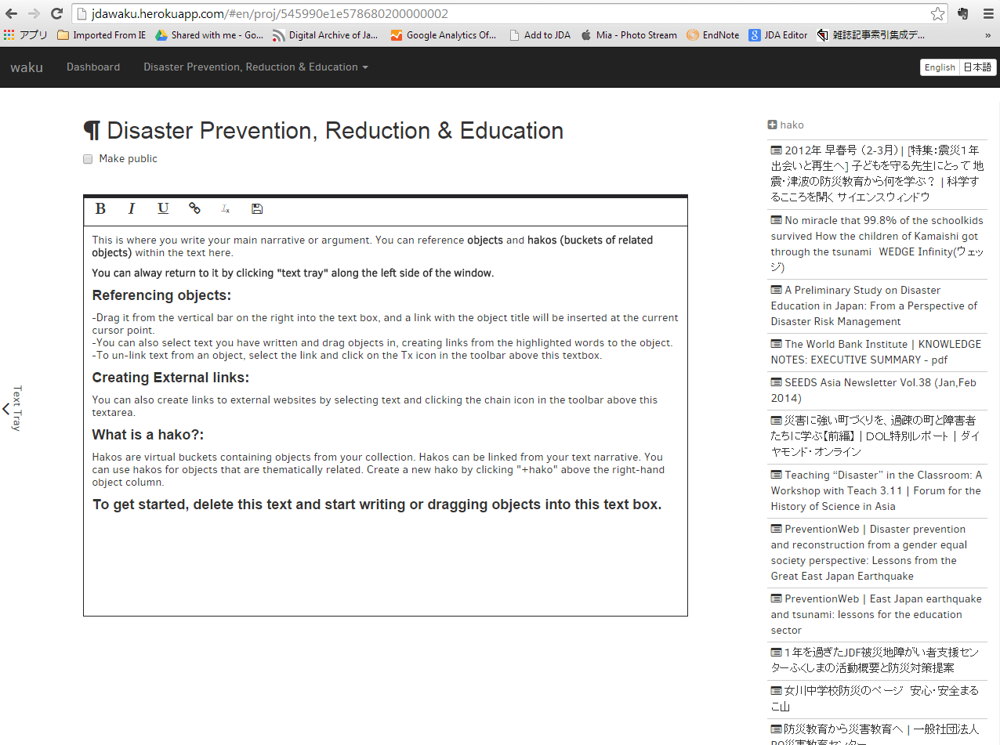 jdawaku.herokuapp.com/#en/proj/545990e1e578680200000002
アプリ Imported From IE Shared with me - Go... Digital Archive of Ja... Google Analytics Of... Add to JDA Mia - Photo Stream EndNote JDA Editor 雑誌記事索引集成デ... »
waku Dashboard Disaster Prevention, Reduction & Education English 日本語
¶ Disaster Prevention, Reduction & Education
Make public
B I U Tx
This is where you write your main narrative or argument. You can reference objects and hakos (buckets of related
objects) within the text here.
You can alway return to it by clicking "text tray" along the left side of the window.
Referencing objects:
-Drag it from the vertical bar on the right into the text box, and a link with the object title will be inserted at the current
cursor point.
-You can also select text you have written and drag objects in, creating links from the highlighted words to the object.
-To un-link text from an object, select the link and click on the Tx icon in the toolbar above this textbox.
Creating External links:
You can also create links to external websites by selecting text and clicking the chain icon in the toolbar above this
textarea.
What is a hako?:
Hakos are virtual buckets containing objects from your collection. Hakos can be linked from your text narrative. You
can use hakos for objects that are thematically related. Create a new hako by clicking "+hako" above the right-hand
object column.
To get started, delete this text and start writing or dragging objects into this text box.
Text Tray
hako
2012年 早春号 （2-3月） | [特集：震災1年
出会いと再生へ] 子どもを守る先生にとって 地
震・津波の防災教育から何を学ぶ？ | 科学す
るこころを開く サイエンスウィンドウ
No miracle that 99.8% of the schoolkids
survived How the children of Kamaishi got
through the tsunami　WEDGE Infinity(ウェッ
ジ)
A Preliminary Study on Disaster
Education in Japan: From a Perspective of
Disaster Risk Management
The World Bank Institute | KNOWLEDGE
NOTES: EXECUTIVE SUMMARY - pdf
SEEDS Asia Newsletter Vol.38 (Jan,Feb
2014)
災害に強い町づくりを、過疎の町と障害者
たちに学ぶ【前編】｜DOL特別レポート｜ダイ
ヤモンド・オンライン
Teaching “Disaster” in the Classroom: A
Workshop with Teach 3.11 | Forum for the
History of Science in Asia
PreventionWeb | Disaster prevention
and reconstruction from a gender equal
society perspective: Lessons from the
Great East Japan Earthquake
PreventionWeb | East Japan earthquake
and tsunami: lessons for the education
sector
１年を過ぎたJDF被災地障がい者支援セン
ターふくしまの活動概要と防災対策提案
女川中学校防災のページ　安心・安全まる
こ山
防災教育から災害教育へ | 一般社団法人
RQ災害教育センター